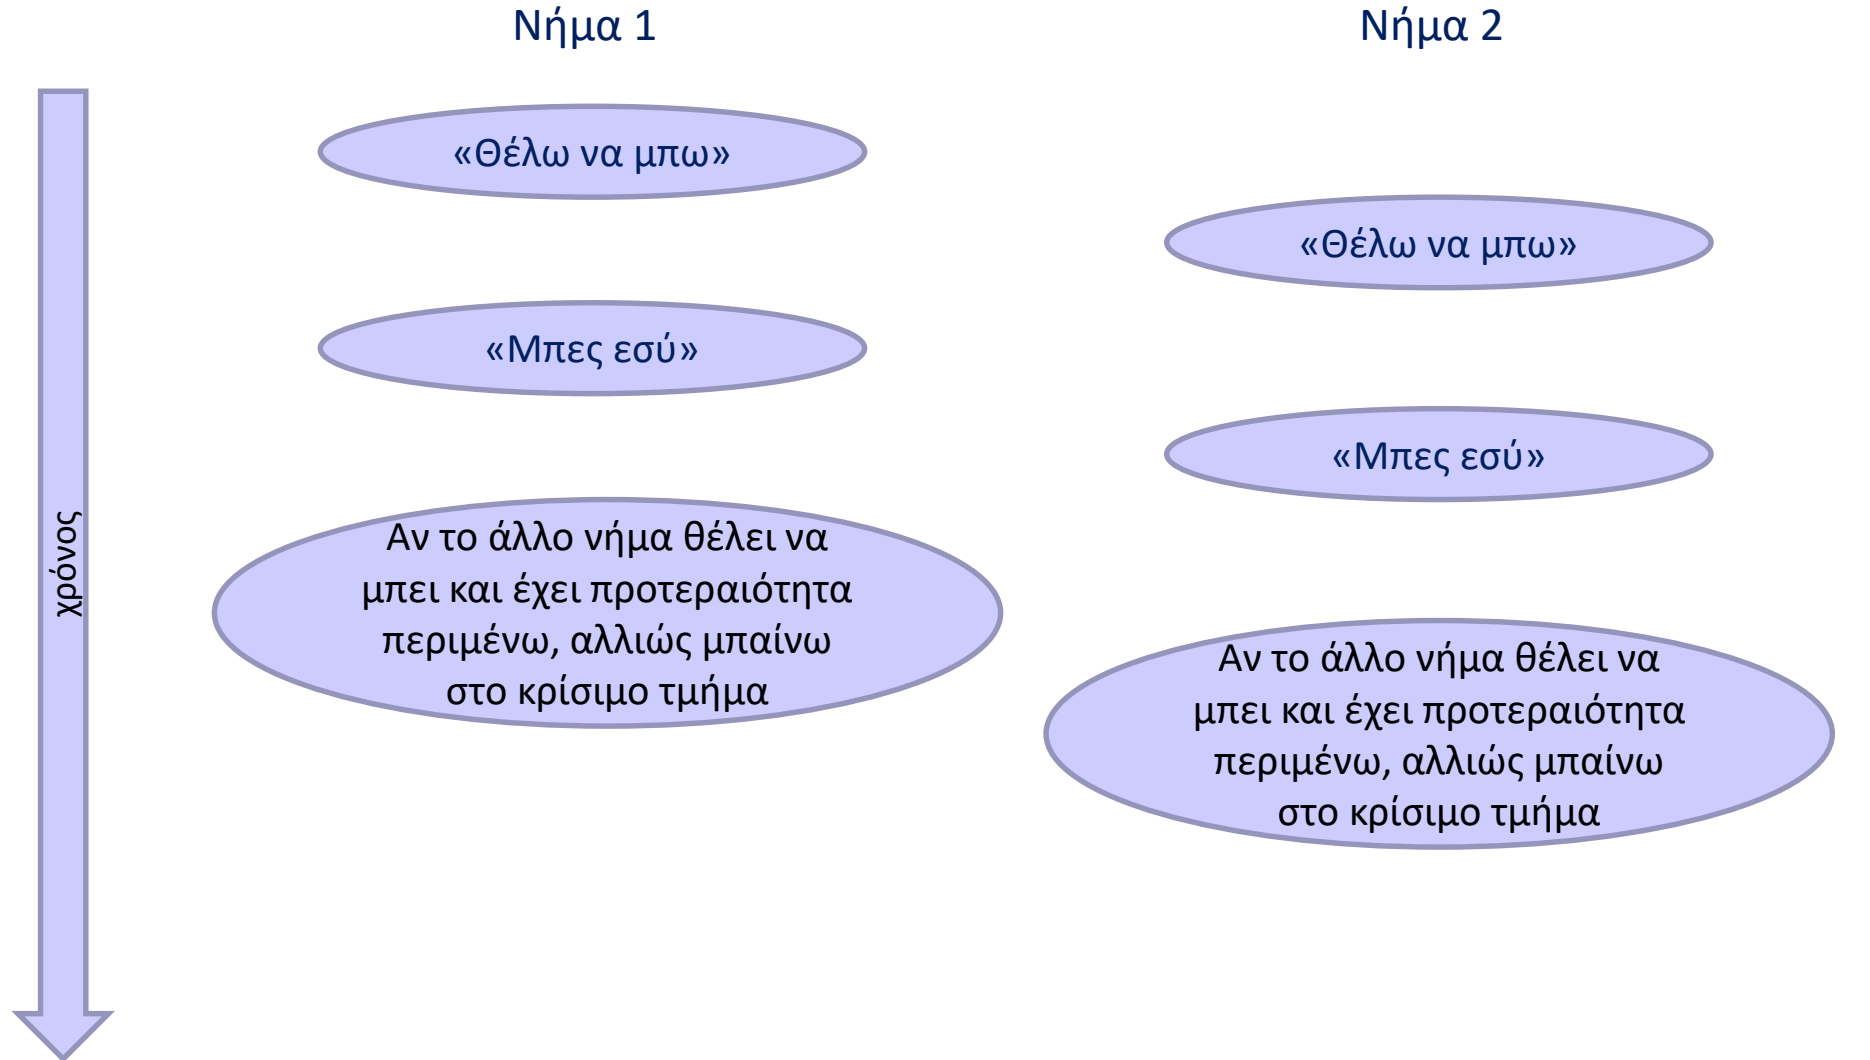 Νήμα 1
Νήμα 2
«Θέλω να μπω»
«Θέλω να μπω»
«Μπες εσύ»
«Μπες εσύ»
Αν το άλλο νήμα θέλει να
μπει και έχει προτεραιότητα
περιμένω, αλλιώς μπαίνω
στο κρίσιμο τμήμα
Αν το άλλο νήμα θέλει να
μπει και έχει προτεραιότητα
περιμένω, αλλιώς μπαίνω
στο κρίσιμο τμήμα
χρόνος